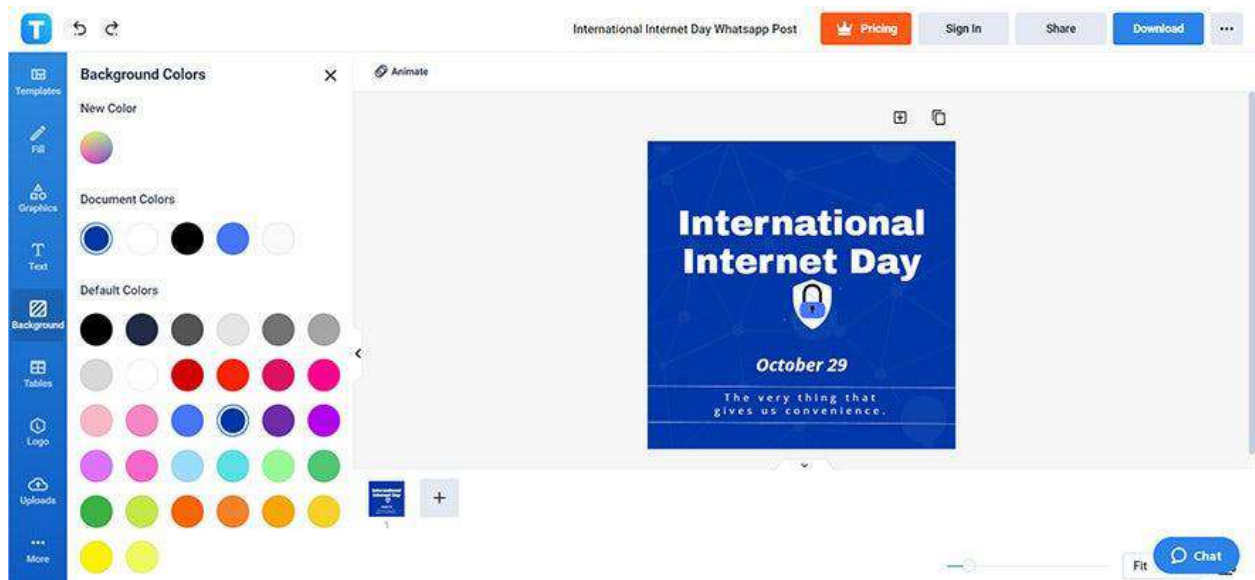 T
International Internet Day Whatsapp Post
Pricing
Sign In
Share
Download
Templates
Fill
Graphics
Text
Background
Tables
Logo
Uploads
More
Background Colors
New Color
Document Colors
Default Colors
Animate
International
Internet Day
October 29
The very thing that
gives us convenience.
1
Fit
Chat